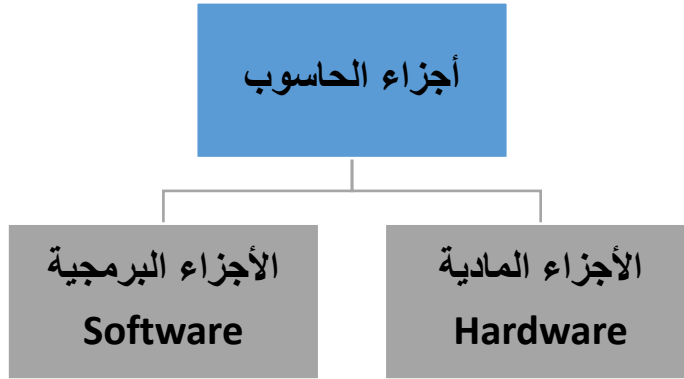 أجزاء الحاسوب
الأجزاء المادية
Hardware
الأجزاء البرمجية
Software